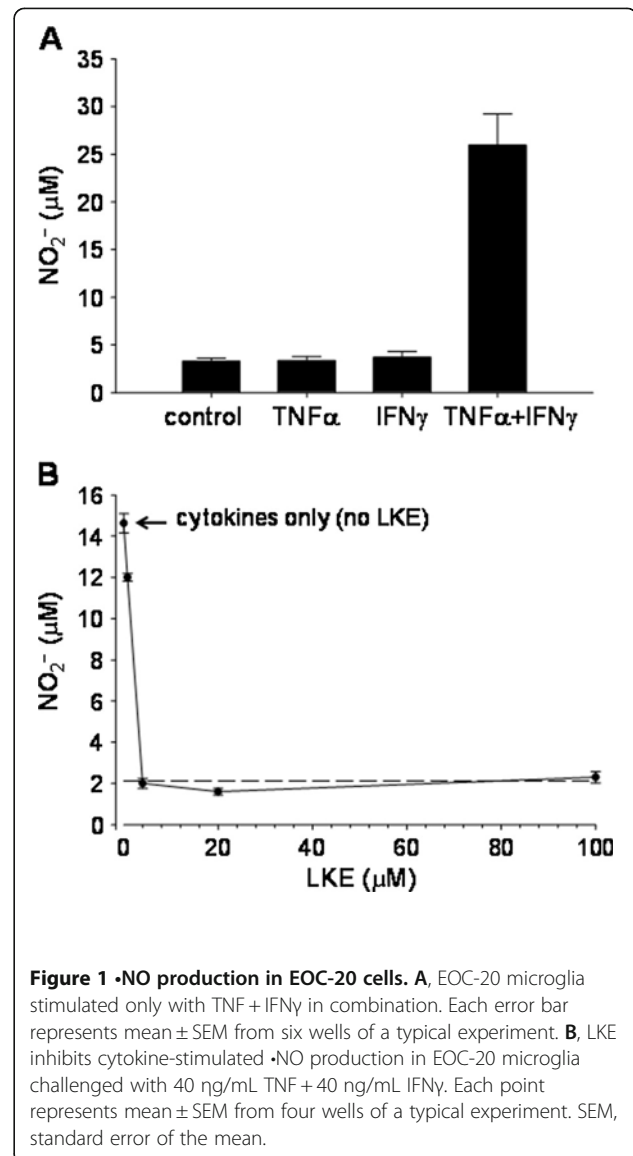 A
35
30
25
20
15
10
5
0
NO₂⁻ (µM)
control TNFα IFNγ TNFα+IFNγ
B
16
14
12
10
8
6
4
2
0
NO₂⁻ (µM)
cytokines only (no LKE)
0 20 40 60 80 100
LKE (µM)
Figure 1 •NO production in EOC-20 cells. A, EOC-20 microglia
stimulated only with TNF + IFNγ in combination. Each error bar
represents mean ± SEM from six wells of a typical experiment. B, LKE
inhibits cytokine-stimulated •NO production in EOC-20 microglia
challenged with 40 ηg/mL TNF + 40 ng/mL IFNγ. Each point
represents mean ± SEM from four wells of a typical experiment. SEM,
standard error of the mean.